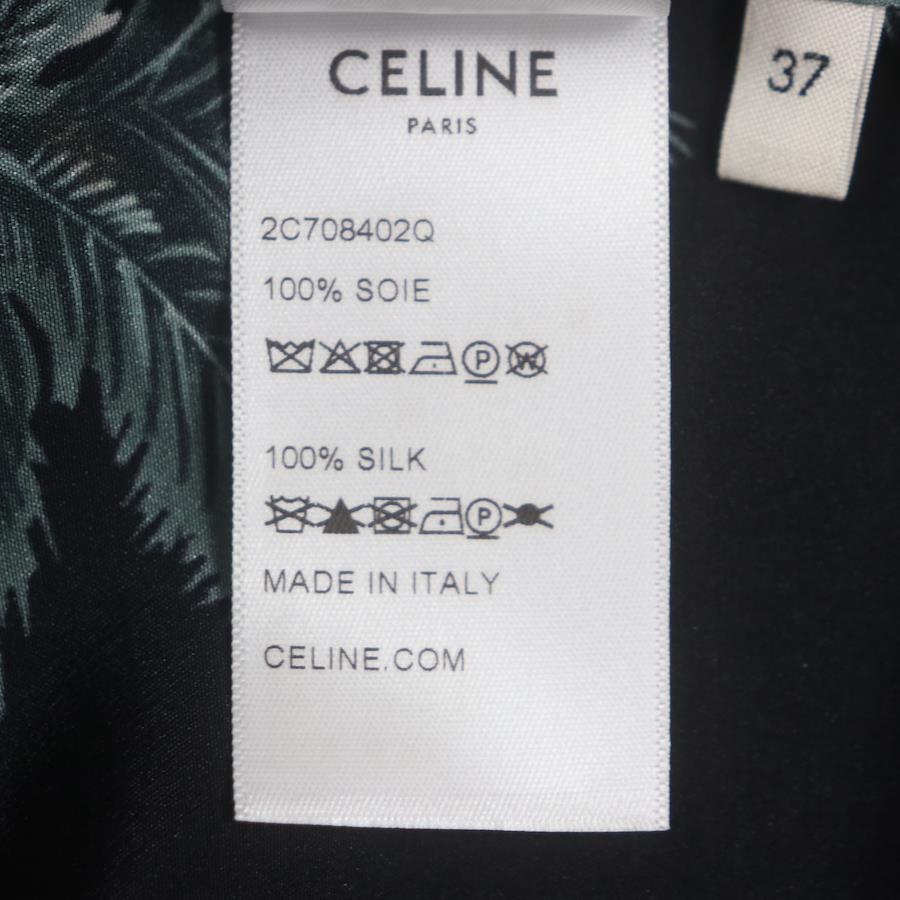 CELINE
PARIS
37
2C708402Q
100% SOIE
P W
100% SILK
P
MADE IN ITALY
CELINE.COM